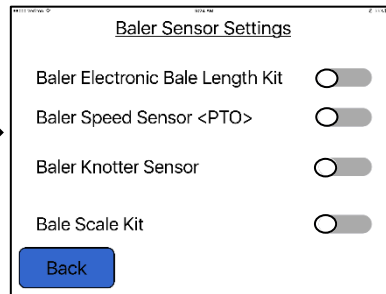 Baler Sensor Settings
Baler Electronic Bale Length Kit
Baler Speed Sensor <PTO>
Baler Knotter Sensor
Bale Scale Kit
Back